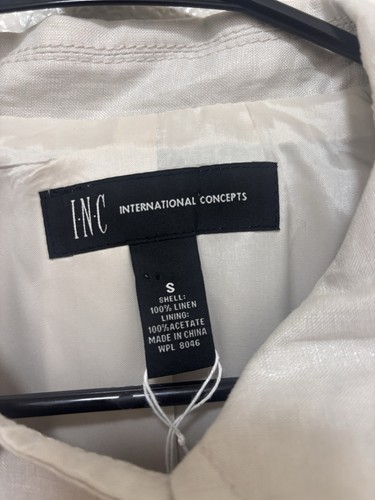 I·N·C INTERNATIONAL CONCEPTS
S
SHELL:
100% LINEN
LINING:
100% ACETATE
MADE IN CHINA
WPL 8046